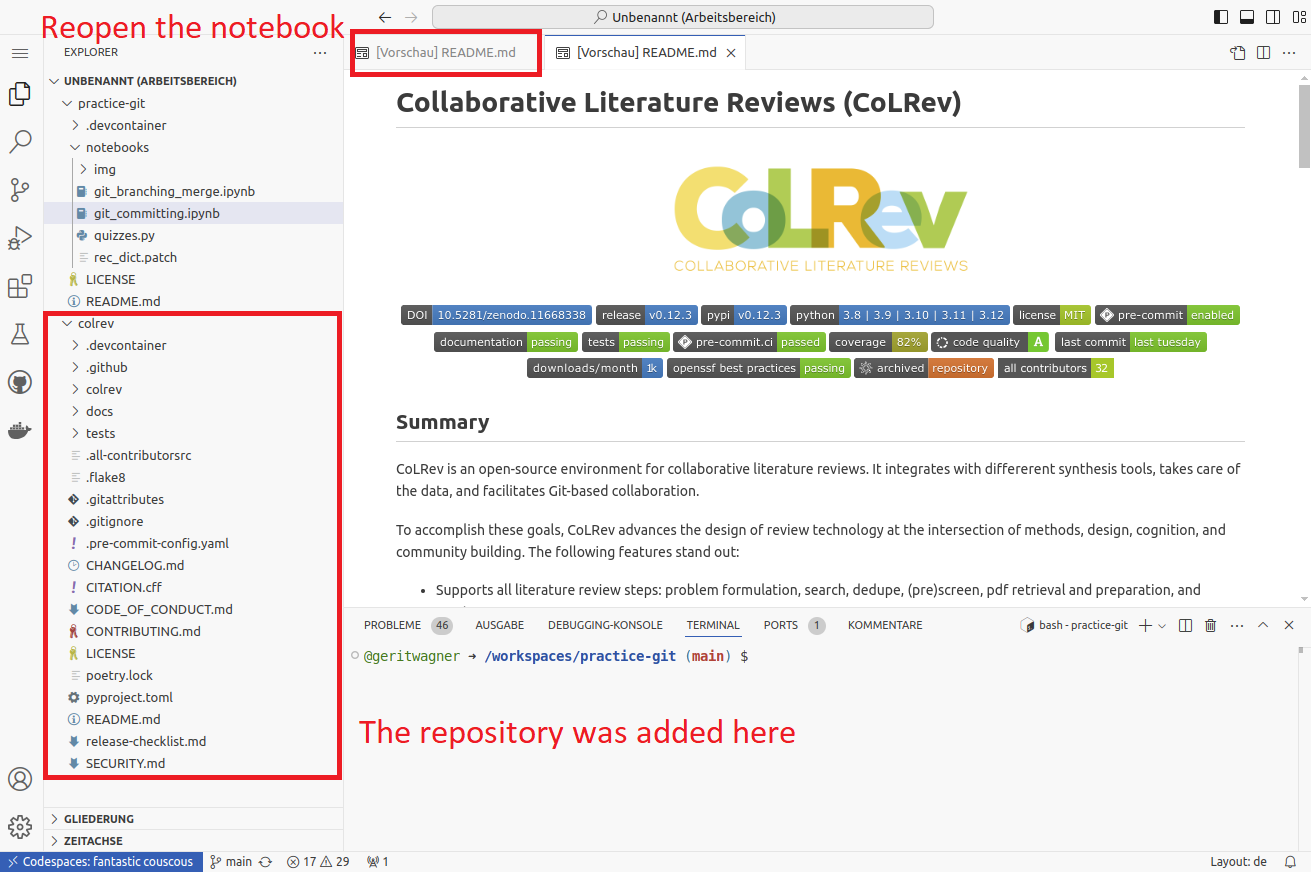 Reopen the notebook
Unbenannt (Arbeitsbereich)
EXPLORER
UNBENANNT (ARBEITSBEREICH)
practice-git
.devcontainer
notebooks
img
git_branching_merge.ipynb
git_committing.ipynb
quizzes.py
rec_dict.patch
LICENSE
README.md
colrev
.devcontainer
.github
colrev
docs
tests
.all-contributorsrc
.flake8
.gitattributes
.gitignore
.pre-commit-config.yaml
CHANGELOG.md
CITATION.cff
CODE_OF_CONDUCT.md
CONTRIBUTING.md
LICENSE
poetry.lock
pyproject.toml
README.md
release-checklist.md
SECURITY.md
GLIEDERUNG
ZEITACHSE
[Vorschau] README.md [Vorschau] README.md
Collaborative Literature Reviews (CoLRev)
CoLRev
COLLABORATIVE LITERATURE REVIEWS
DOI 10.5281/zenodo.11668338 release v0.12.3 pypi v0.12.3 python 3.8 | 3.9 | 3.10 | 3.11 | 3.12 license MIT pre-commit enabled
documentation passing tests passing pre-commit.ci passed coverage 82% code quality A last commit last tuesday
downloads/month 1k openssf best practices passing archived repository all contributors 32
Summary
CoLRev is an open-source environment for collaborative literature reviews. It integrates with differerent synthesis tools, takes care of
the data, and facilitates Git-based collaboration.
To accomplish these goals, CoLRev advances the design of review technology at the intersection of methods, design, cognition, and
community building. The following features stand out:
• Supports all literature review steps: problem formulation, search, dedupe, (pre)screen, pdf retrieval and preparation, and
PROBLEME 46 AUSGABE DEBUGGING-KONSOLE TERMINAL PORTS 1 KOMMENTARE bash - practice-git
@geritwagner ➜ /workspaces/practice-git (main) $
The repository was added here
Codespaces: fantastic couscous main 17 29 1 Layout: de